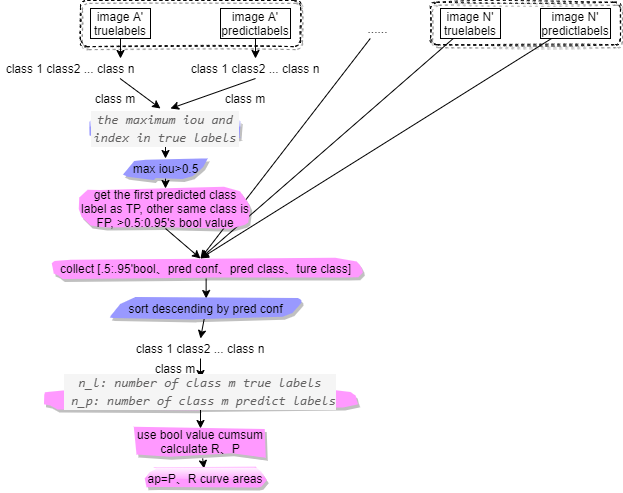 image A'
truelabels
image A'
predictlabels
......
image N'
truelabels
image N'
predictlabels
class 1 class2 ... class n
class 1 class2 ... class n
class m
class m
the maximum iou and
index in true labels
max iou>0.5
get the first predicted class
label as TP, other same class is
FP, >0.5:0.95's bool value
collect [.5:.95'bool、pred conf、pred class、ture class]
sort descending by pred conf
class 1 class2 ... class n
class m
n_l: number of class m true labels
n_p: number of class m predict labels
use bool value cumsum
calculate R、P
ap=P、R curve areas